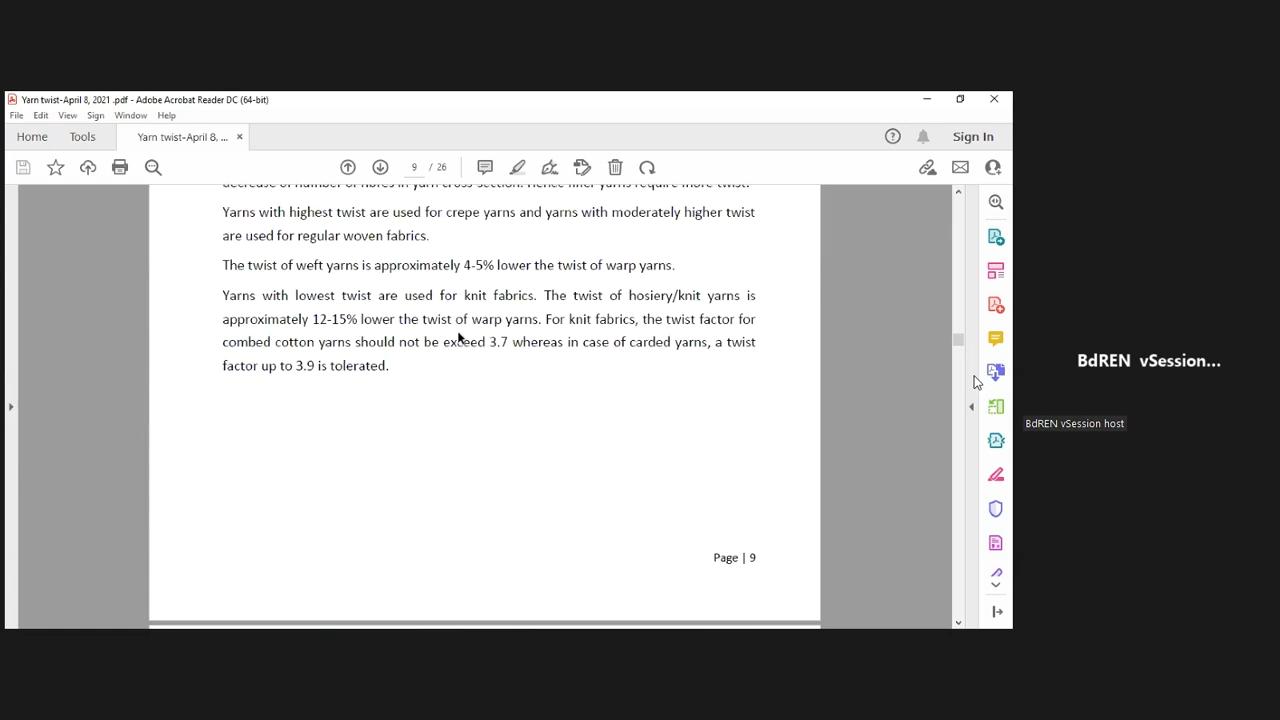 Yarn twist-April 8, 2021 .pdf - Adobe Acrobat Reader DC (64-bit)
File Edit View Sign Window Help
Home Tools Yarn twist-April 8, ... × Sign In
9 / 26
decrease of number of fibres in yarn cross-section. Hence finer yarns require more twist.
Yarns with highest twist are used for crepe yarns and yarns with moderately higher twist
are used for regular woven fabrics.
The twist of weft yarns is approximately 4-5% lower the twist of warp yarns.
Yarns with lowest twist are used for knit fabrics. The twist of hosiery/knit yarns is
approximately 12-15% lower the twist of warp yarns. For knit fabrics, the twist factor for
combed cotton yarns should not be exceed 3.7 whereas in case of carded yarns, a twist
factor up to 3.9 is tolerated.
Page | 9
BdREN vSession...
BdREN vSession host